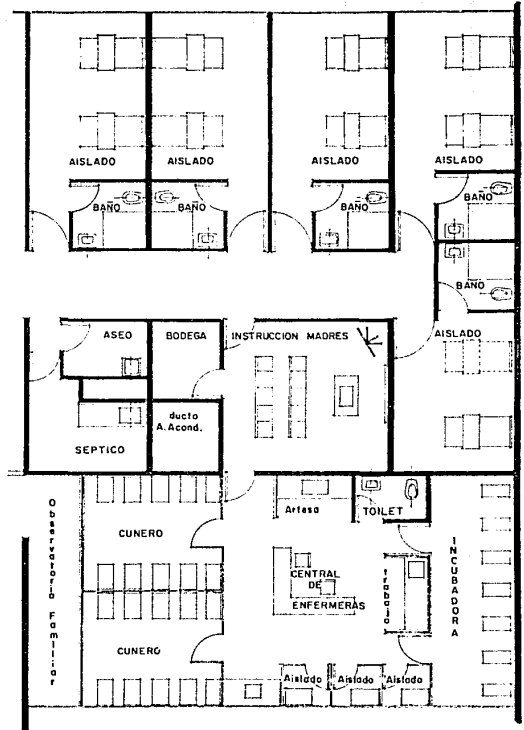 AISLADO
AISLADO
AISLADO
AISLADO
BAÑO
BAÑO
BAÑO
BAÑO
BAÑO
ASEO
BODEGA
INSTRUCCION MADRES
AISLADO
ducto
A. Acond.
SEPTICO
Observatorio Familiar
CUNERO
Artesa
TOILET
CENTRAL
DE
ENFERMERAS
trabajo
INCUBADORA
CUNERO
Aislado
Aislado
Aislado